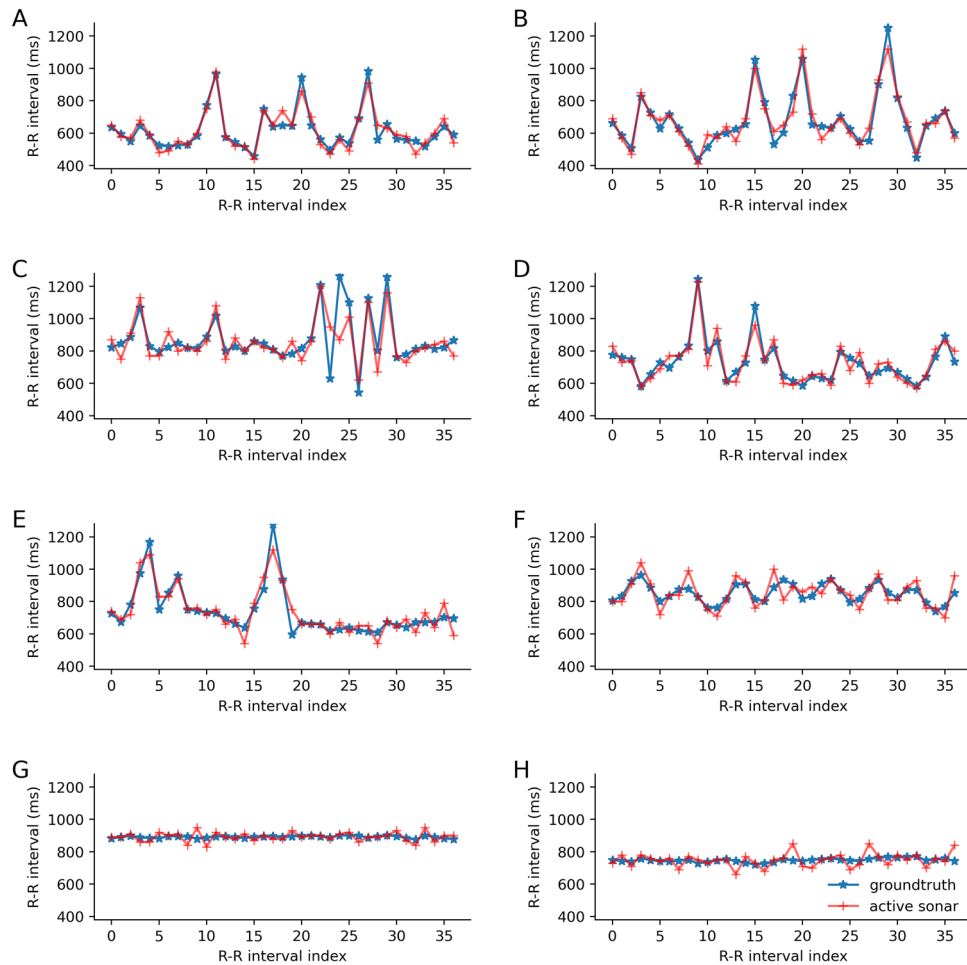 A
R-R interval (ms)
1200
1000
800
600
400
0 5 10 15 20 25 30 35
R-R interval index
B
R-R interval (ms)
1200
1000
800
600
400
0 5 10 15 20 25 30 35
R-R interval index
C
R-R interval (ms)
1200
1000
800
600
400
0 5 10 15 20 25 30 35
R-R interval index
D
R-R interval (ms)
1200
1000
800
600
400
0 5 10 15 20 25 30 35
R-R interval index
E
R-R interval (ms)
1200
1000
800
600
400
0 5 10 15 20 25 30 35
R-R interval index
F
R-R interval (ms)
1200
1000
800
600
400
0 5 10 15 20 25 30 35
R-R interval index
G
R-R interval (ms)
1200
1000
800
600
400
0 5 10 15 20 25 30 35
R-R interval index
H
R-R interval (ms)
1200
1000
800
600
400
0 5 10 15 20 25 30 35
R-R interval index
groundtruth
active sonar